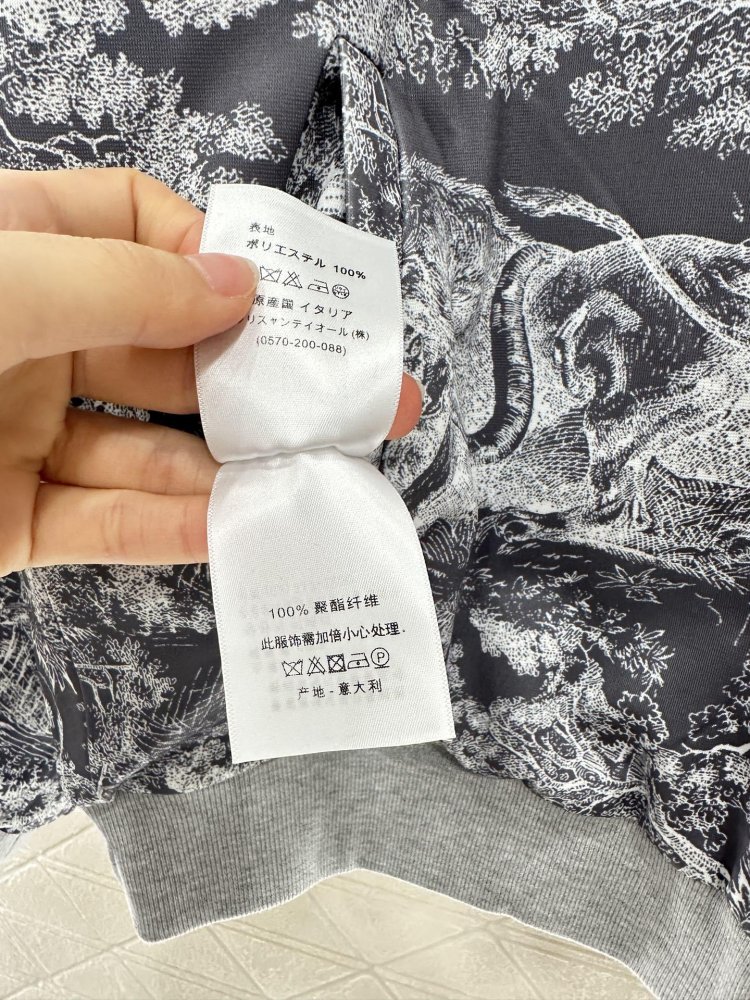 表地
ポリエステル 100%
原産国 イタリア
リスャンテイオール(株)
(0570-200-088)
100% 聚酯纤维
此服饰需加倍小心处理.
P
产地 - 意大利